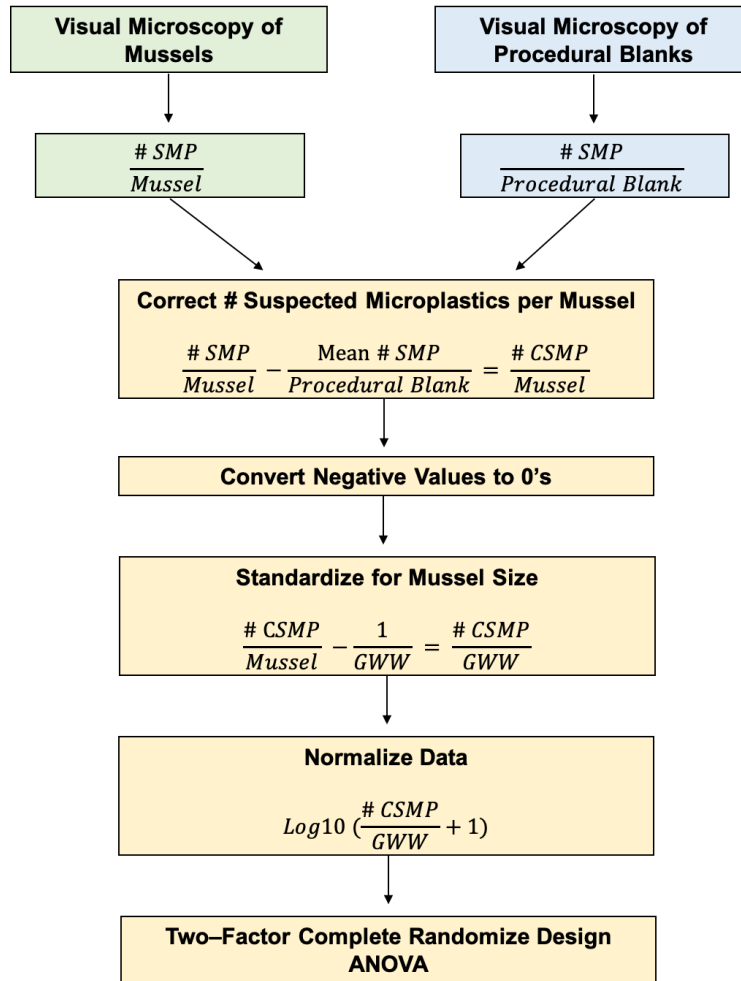 Visual Microscopy of
Mussels
Visual Microscopy of
Procedural Blanks
# SMP
Mussel
# SMP
Procedural Blank
Correct # Suspected Microplastics per Mussel
# SMP / Mussel − Mean # SMP / Procedural Blank = # CSMP / Mussel
Convert Negative Values to 0’s
Standardize for Mussel Size
# CSMP / Mussel − 1 / GWW = # CSMP / GWW
Normalize Data
Log10 (# CSMP / GWW + 1)
Two–Factor Complete Randomize Design
ANOVA